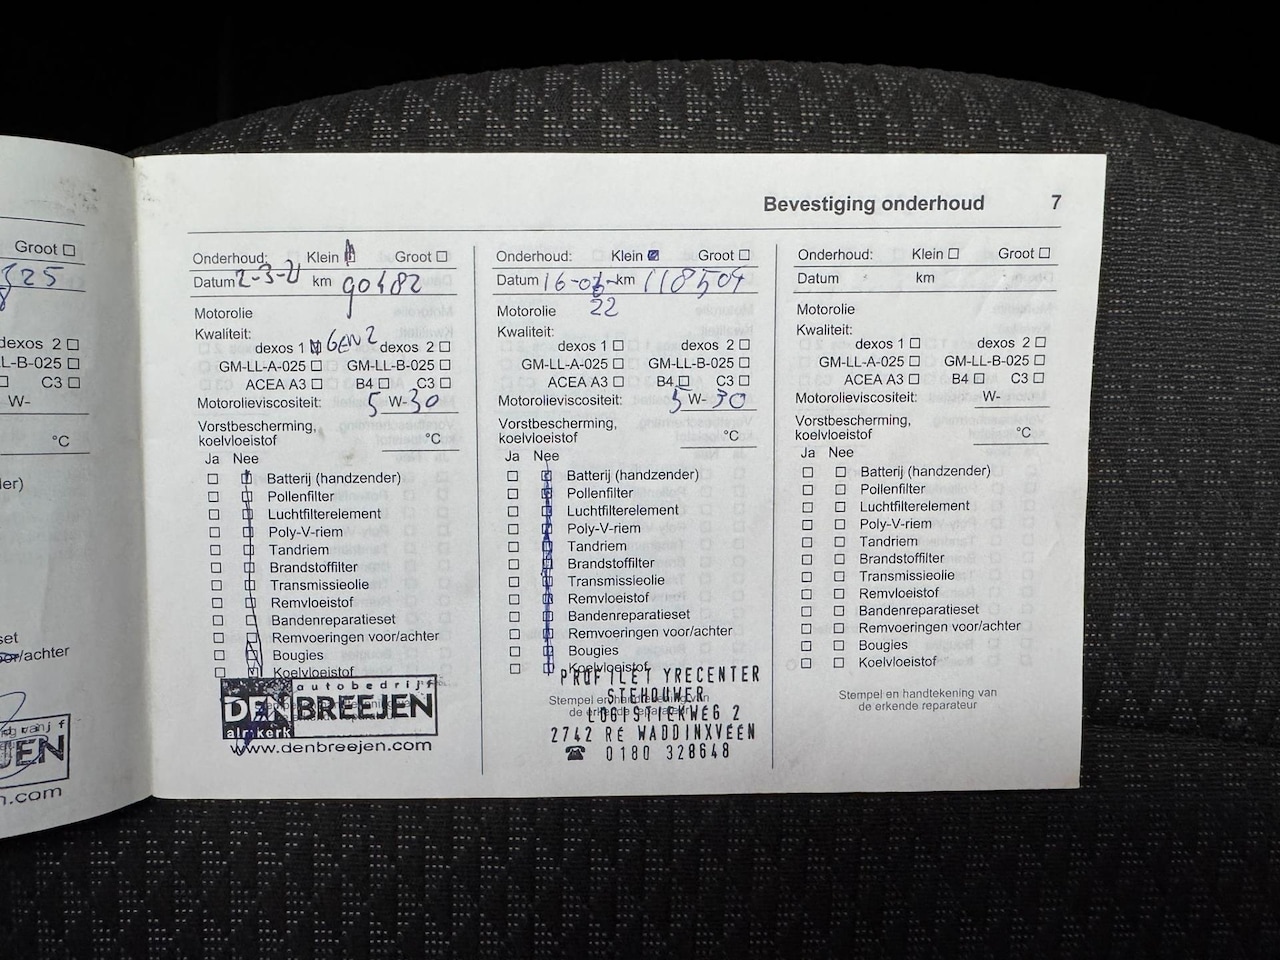 Bevestiging onderhoud 7
Groot
325
dexos 2
LL-B-025
C3
W-
°C
ler)
set
oor/achter
JEN
n.com
Onderhoud: Klein Groot
Datum 2-3-21 km 90482
Motorolie
Kwaliteit:
dexos 1 GEN 2 dexos 2
GM-LL-A-025 GM-LL-B-025
ACEA A3 B4 C3
Motorolieviscositeit: 5 W-30
Vorstbescherming,
koelvloeistof °C
Ja Nee
Batterij (handzender)
Pollenfilter
Luchtfilterelement
Poly-V-riem
Tandriem
Brandstoffilter
Transmissieolie
Remvloeistof
Bandenreparatieset
Remvoeringen voor/achter
Bougies
Koelvloeistof
autobedrijf
DEN BREEJEN
almkerk
www.denbreejen.com
Onderhoud: Klein Groot
Datum 16-03- km 118504
22
Motorolie
Kwaliteit:
dexos 1 dexos 2
GM-LL-A-025 GM-LL-B-025
ACEA A3 B4 C3
Motorolieviscositeit: 5 W-30
Vorstbescherming,
koelvloeistof °C
Ja Nee
Batterij (handzender)
Pollenfilter
Luchtfilterelement
Poly-V-riem
Tandriem
Brandstoffilter
Transmissieolie
Remvloeistof
Bandenreparatieset
Remvoeringen voor/achter
Bougies
Koelvloeistof
PROFILE TYRECENTER
Stempel en handtekening van
STEHOUWER
de erkende reparateur
LOGISTIEKWEG 2
2742 RE WADDINXVEEN
☎ 0180 328648
Onderhoud: Klein Groot
Datum km
Motorolie
Kwaliteit:
dexos 1 dexos 2
GM-LL-A-025 GM-LL-B-025
ACEA A3 B4 C3
Motorolieviscositeit: W-
Vorstbescherming,
koelvloeistof °C
Ja Nee
Batterij (handzender)
Pollenfilter
Luchtfilterelement
Poly-V-riem
Tandriem
Brandstoffilter
Transmissieolie
Remvloeistof
Bandenreparatieset
Remvoeringen voor/achter
Bougies
Koelvloeistof
Stempel en handtekening van
de erkende reparateur